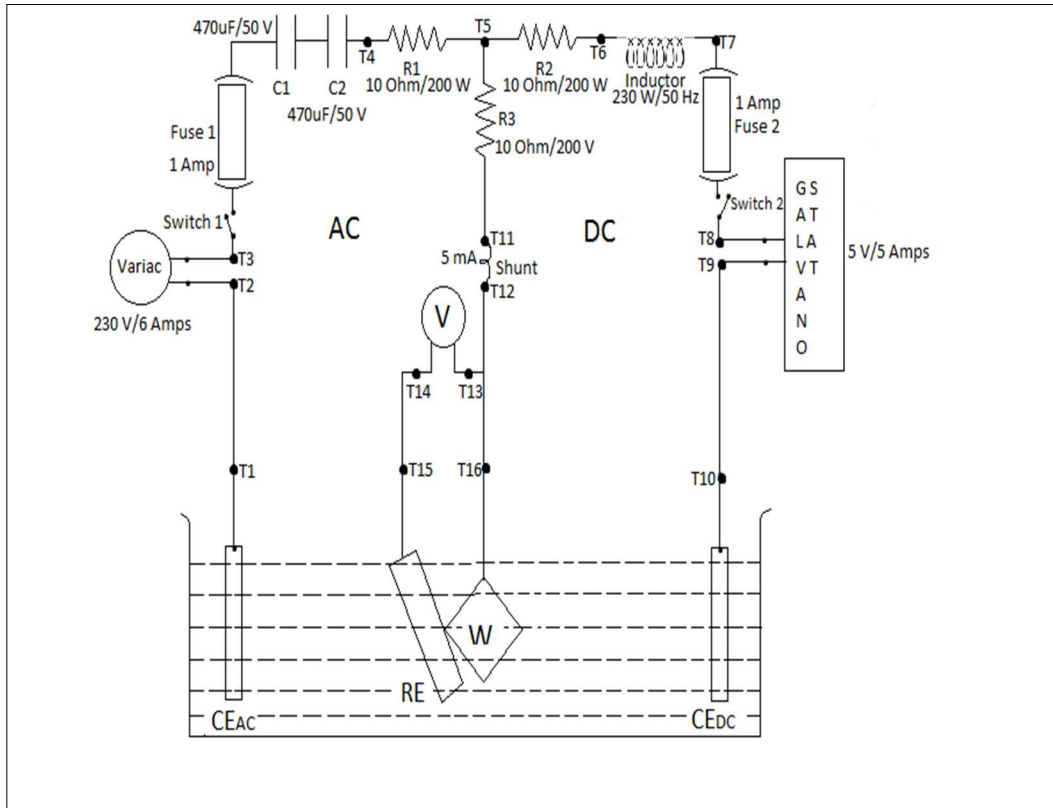 470uF/50 V
C1
C2
470uF/50 V
T4
R1
10 Ohm/200 W
T5
R2
10 Ohm/200 W
T6
Inductor
230 W/50 Hz
T7
Fuse 1
1 Amp
R3
10 Ohm/200 V
1 Amp
Fuse 2
Switch 1
Switch 2
AC
DC
Variac
T3
T2
230 V/6 Amps
T11
5 mA
Shunt
T12
T8
T9
G S
A T
L A
V T
A
N
O
5 V/5 Amps
V
T14
T13
T1
T15
T16
T10
W
RE
CEAC
CEDC